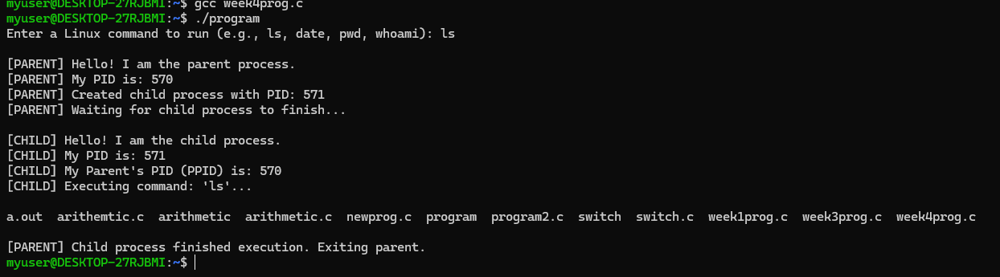 myuser@DESKTOP-27RJBMI:~$ gcc week4prog.c
myuser@DESKTOP-27RJBMI:~$ ./program
Enter a Linux command to run (e.g., ls, date, pwd, whoami): ls
[PARENT] Hello! I am the parent process.
[PARENT] My PID is: 570
[PARENT] Created child process with PID: 571
[PARENT] Waiting for child process to finish...
[CHILD] Hello! I am the child process.
[CHILD] My PID is: 571
[CHILD] My Parent's PID (PPID) is: 570
[CHILD] Executing command: 'ls'...
a.out  arithemtic.c  arithmetic  arithmetic.c  newprog.c  program  program2.c  switch  switch.c  week1prog.c  week3prog.c  week4prog.c
[PARENT] Child process finished execution. Exiting parent.
myuser@DESKTOP-27RJBMI:~$